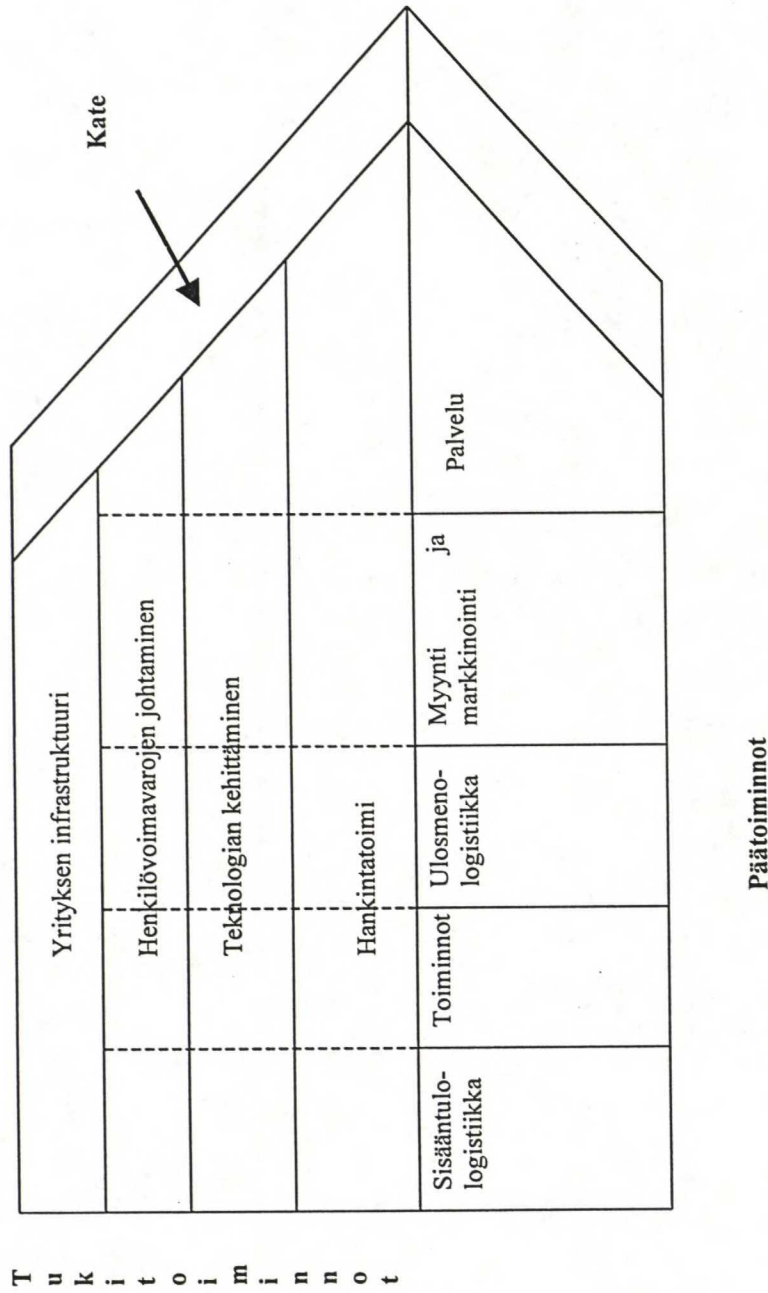 Tukitoiminnot
Kate
Yrityksen infrastruktuuri
Henkilövoimavarojen johtaminen
Teknologian kehittäminen
Hankintatoimi
Sisääntulo-
logistiikka
Toiminnot
Ulosmeno-
logistiikka
Myynti ja
markkinointi
Palvelu
Päätoiminnot